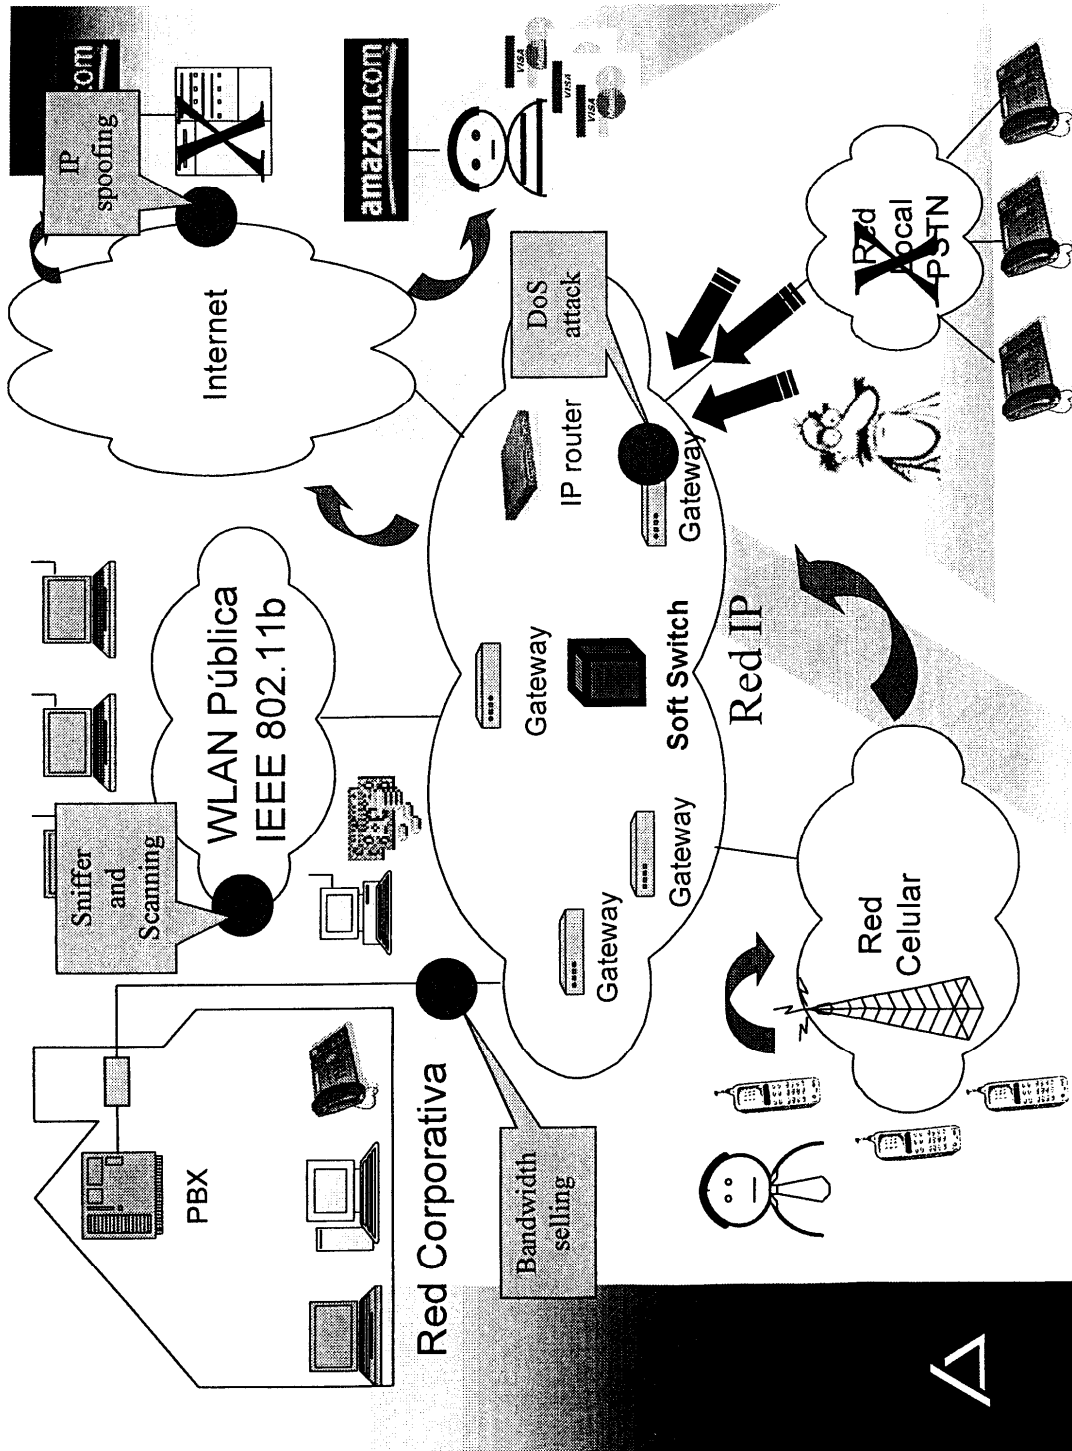 Sniffer
and
Scanning
IP
spoofing
.com
PBX
WLAN Pública
IEEE 802.11b
Internet
amazon.com
Red Corporativa
VISA
VISA
VISA
Bandwidth
selling
Gateway
IP router
DoS
attack
Gateway
Gateway
Soft Switch
Gateway
Red IP
Red
Celular
Red
Local
PSTN